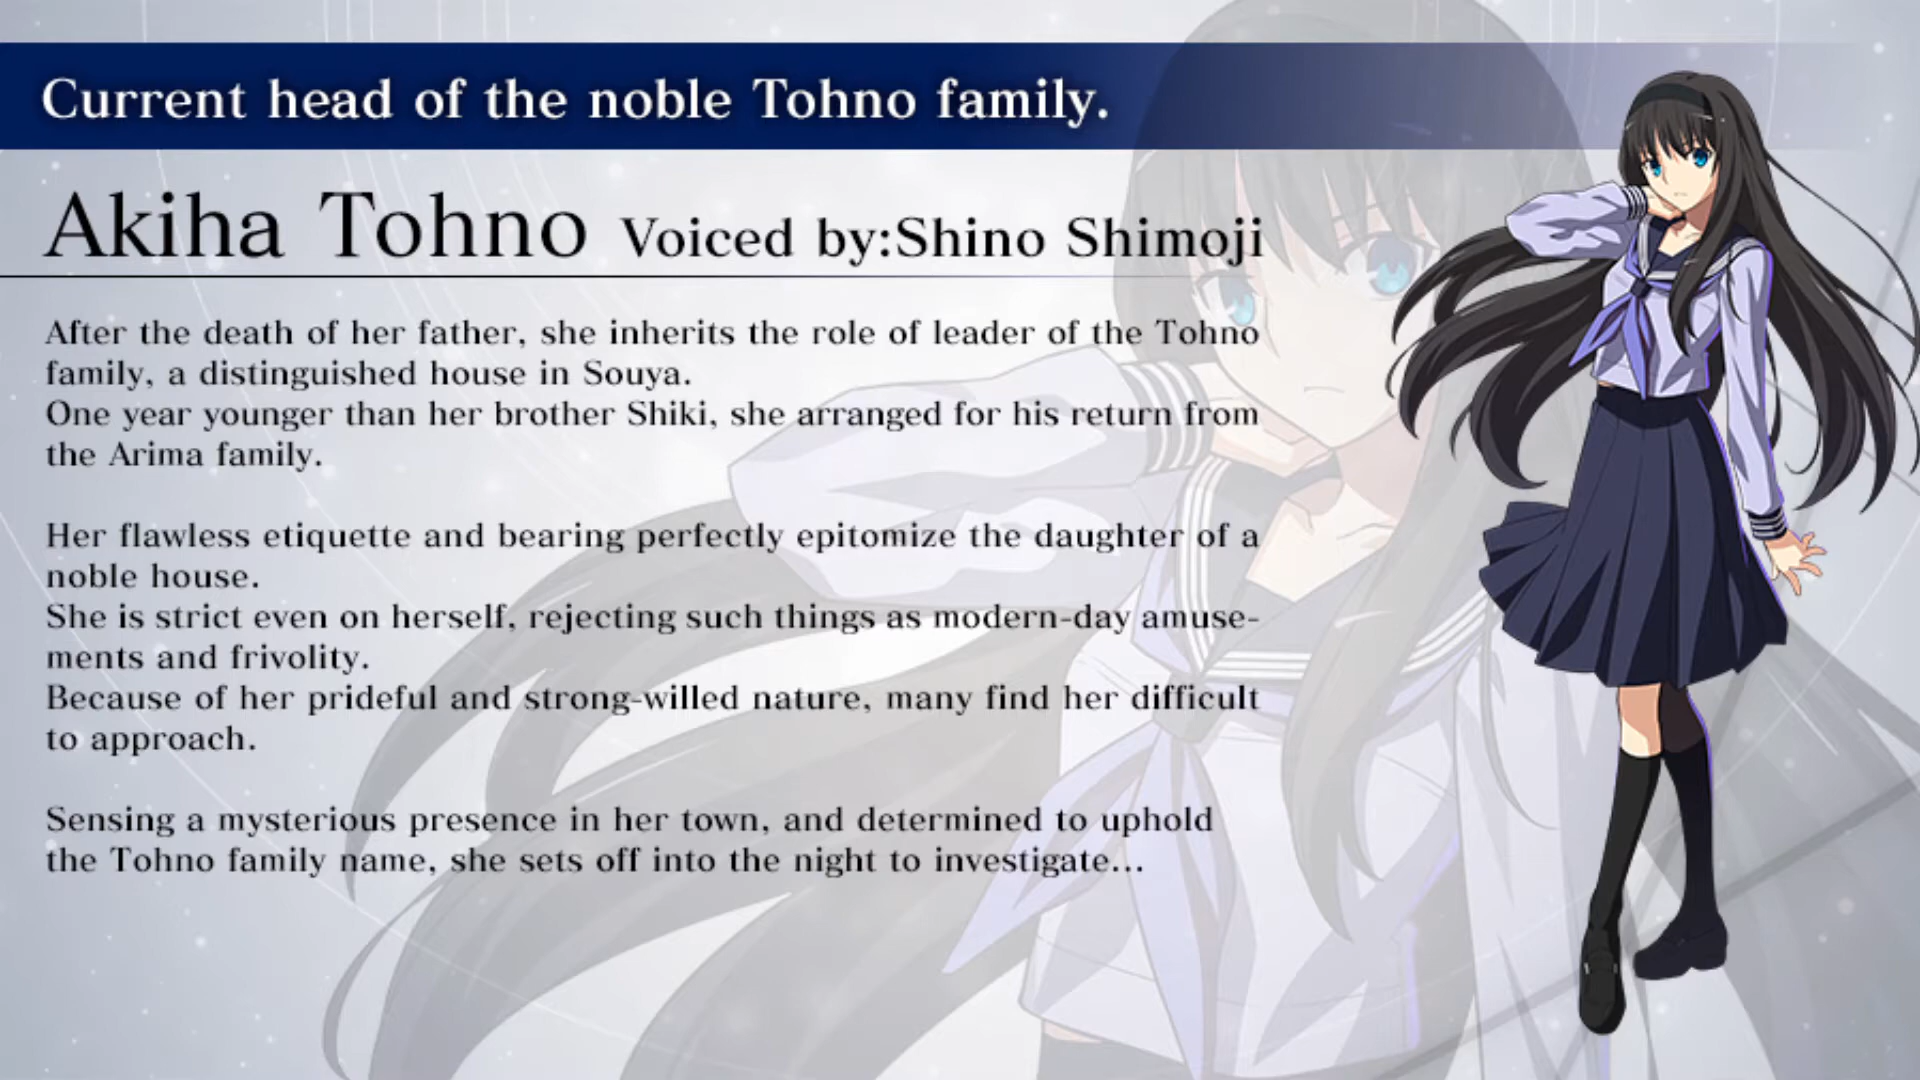 Current head of the noble Tohno family.
Akiha Tohno Voiced by:Shino Shimoji
After the death of her father, she inherits the role of leader of the Tohno
family, a distinguished house in Souya.
One year younger than her brother Shiki, she arranged for his return from
the Arima family.
Her flawless etiquette and bearing perfectly epitomize the daughter of a
noble house.
She is strict even on herself, rejecting such things as modern-day amuse-
ments and frivolity.
Because of her prideful and strong-willed nature, many find her difficult
to approach.
Sensing a mysterious presence in her town, and determined to uphold
the Tohno family name, she sets off into the night to investigate...